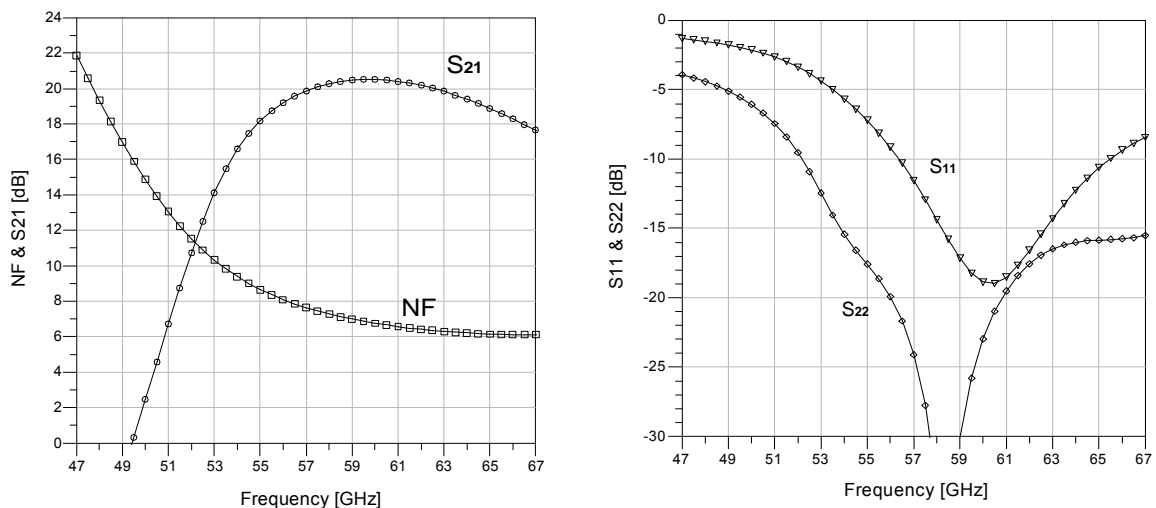 NF & S21 [dB]
24
22
20
18
16
14
12
10
8
6
4
2
0
S21
NF
47 49 51 53 55 57 59 61 63 65 67
Frequency [GHz]
S11 & S22 [dB]
0
-5
-10
-15
-20
-25
-30
S11
S22
47 49 51 53 55 57 59 61 63 65 67
Frequency [GHz]